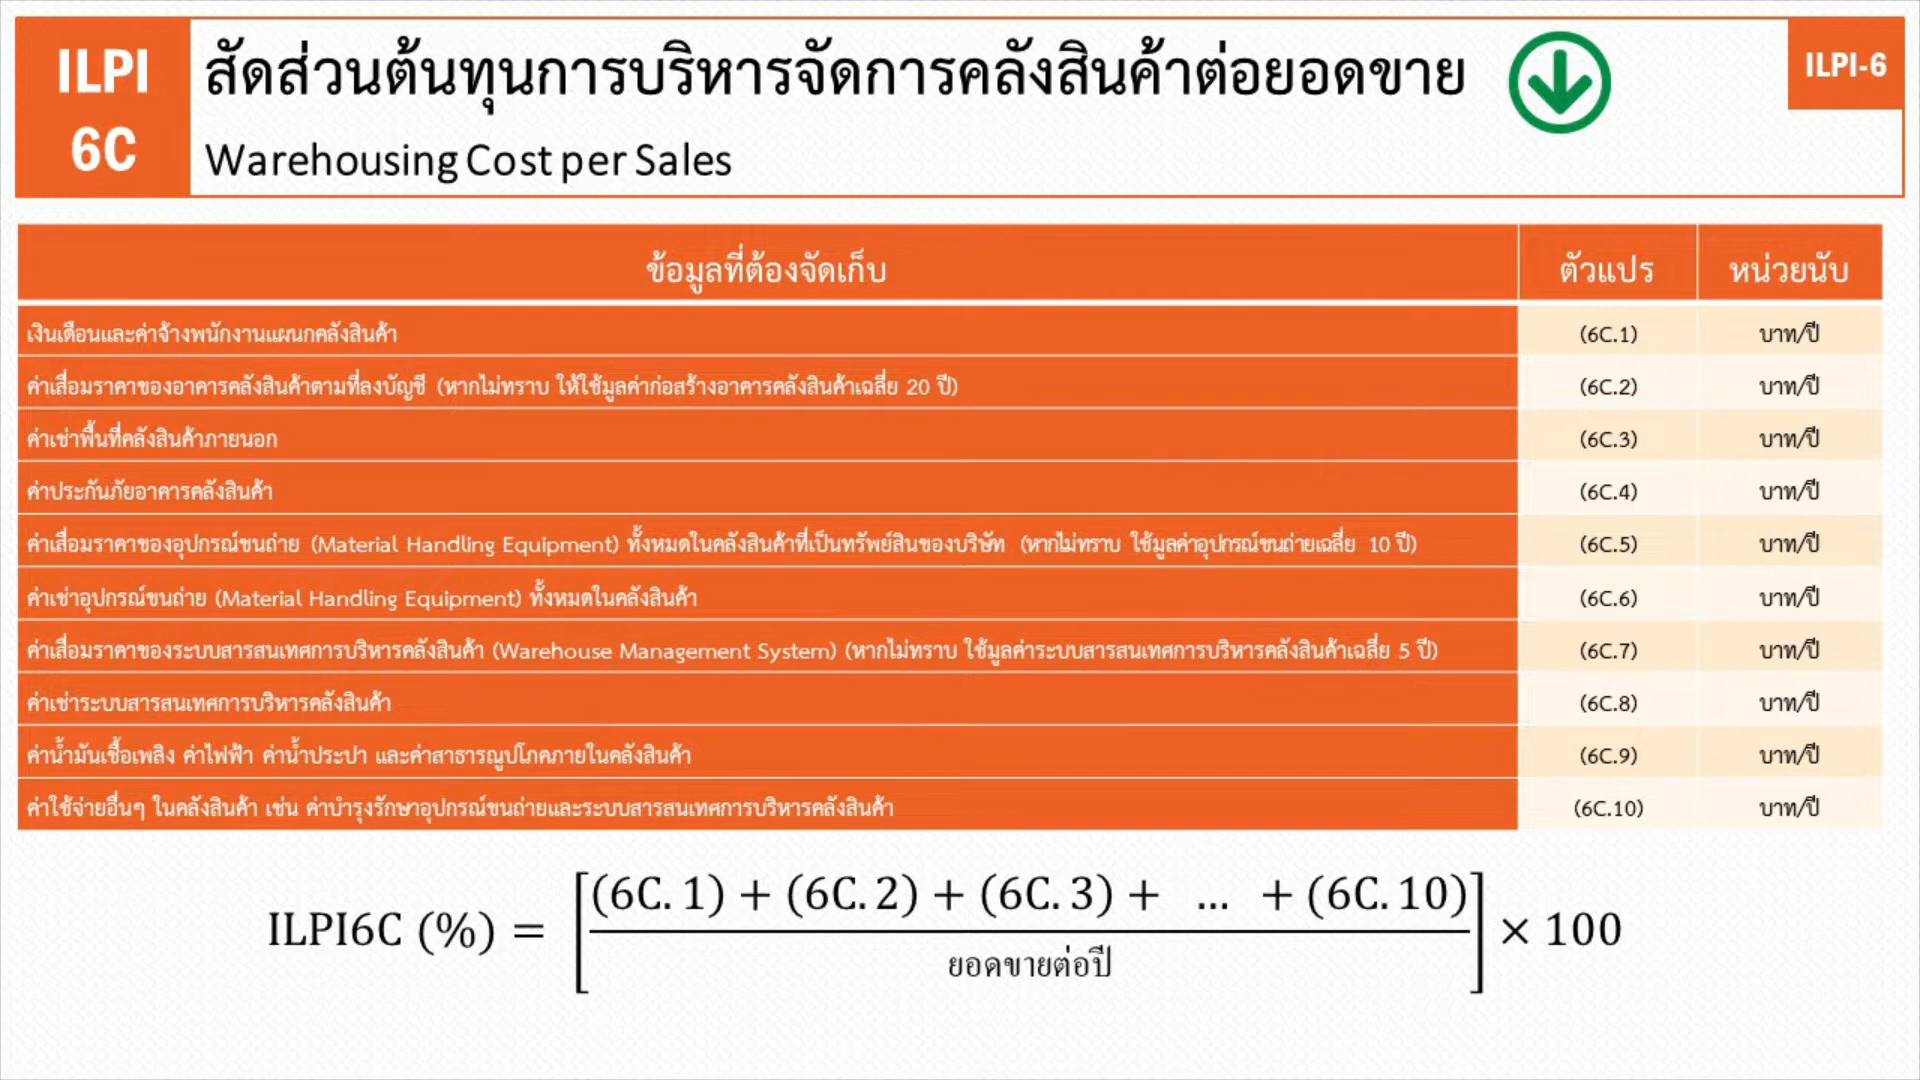 ILPI
6C
สัดส่วนต้นทุนการบริหารจัดการคลังสินค้าต่อยอดขาย
Warehousing Cost per Sales
ILPI-6
ข้อมูลที่ต้องจัดเก็บ ตัวแปร หน่วยนับ
เงินเดือนและค่าจ้างพนักงานแผนกคลังสินค้า (6C.1) บาท/ปี
ค่าเสื่อมราคาของอาคารคลังสินค้าตามที่ลงบัญชี (หากไม่ทราบ ให้ใช้มูลค่าก่อสร้างอาคารคลังสินค้าเฉลี่ย 20 ปี) (6C.2) บาท/ปี
ค่าเช่าพื้นที่คลังสินค้าภายนอก (6C.3) บาท/ปี
ค่าประกันภัยอาคารคลังสินค้า (6C.4) บาท/ปี
ค่าเสื่อมราคาของอุปกรณ์ขนถ่าย (Material Handling Equipment) ทั้งหมดในคลังสินค้าที่เป็นทรัพย์สินของบริษัท (หากไม่ทราบ ใช้มูลค่าอุปกรณ์ขนถ่ายเฉลี่ย 10 ปี) (6C.5) บาท/ปี
ค่าเช่าอุปกรณ์ขนถ่าย (Material Handling Equipment) ทั้งหมดในคลังสินค้า (6C.6) บาท/ปี
ค่าเสื่อมราคาของระบบสารสนเทศการบริหารคลังสินค้า (Warehouse Management System) (หากไม่ทราบ ใช้มูลค่าระบบสารสนเทศการบริหารคลังสินค้าเฉลี่ย 5 ปี) (6C.7) บาท/ปี
ค่าเช่าระบบสารสนเทศการบริหารคลังสินค้า (6C.8) บาท/ปี
ค่าน้ำมันเชื้อเพลิง ค่าไฟฟ้า ค่าน้ำประปา และค่าสาธารณูปโภคภายในคลังสินค้า (6C.9) บาท/ปี
ค่าใช้จ่ายอื่นๆ ในคลังสินค้า เช่น ค่าบำรุงรักษาอุปกรณ์ขนถ่ายและระบบสารสนเทศการบริหารคลังสินค้า (6C.10) บาท/ปี
ILPI6C (%) = [(6C.1) + (6C.2) + (6C.3) + ... + (6C.10)] × 100
ยอดขายต่อปี